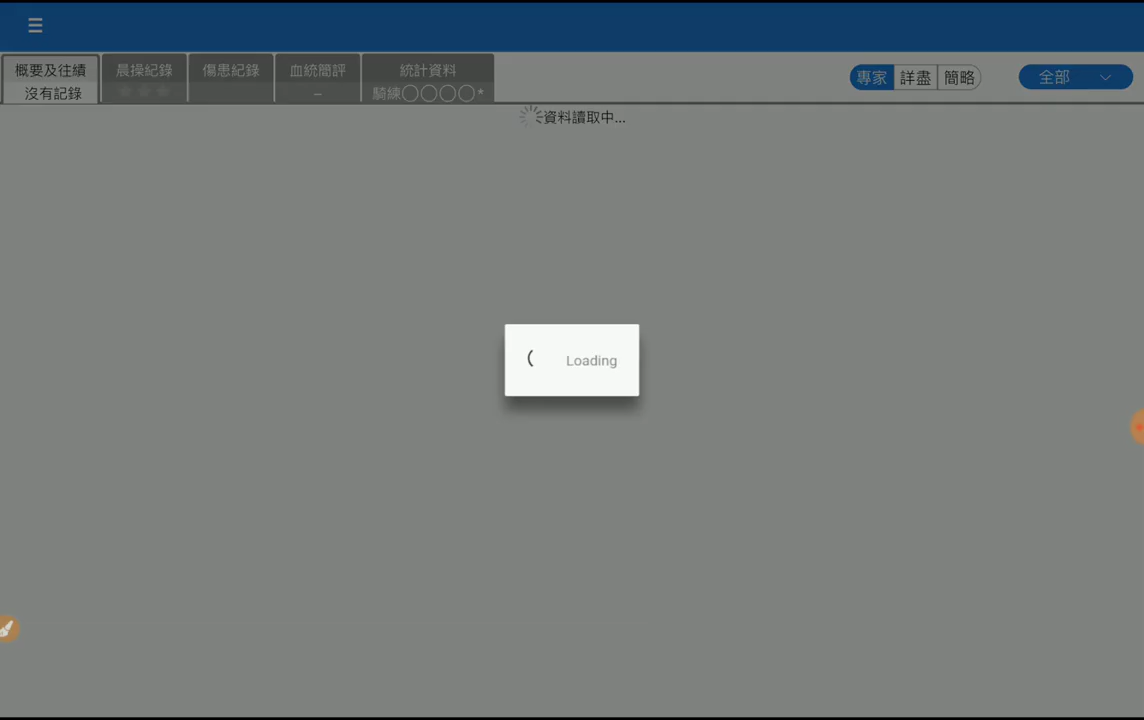 ☰
概要及往績 晨操紀錄 傷患紀錄 血統簡評 統計資料
沒有記錄 ★★★ – 騎練○○○○*
專家 詳盡 簡略 全部
資料讀取中...
Loading